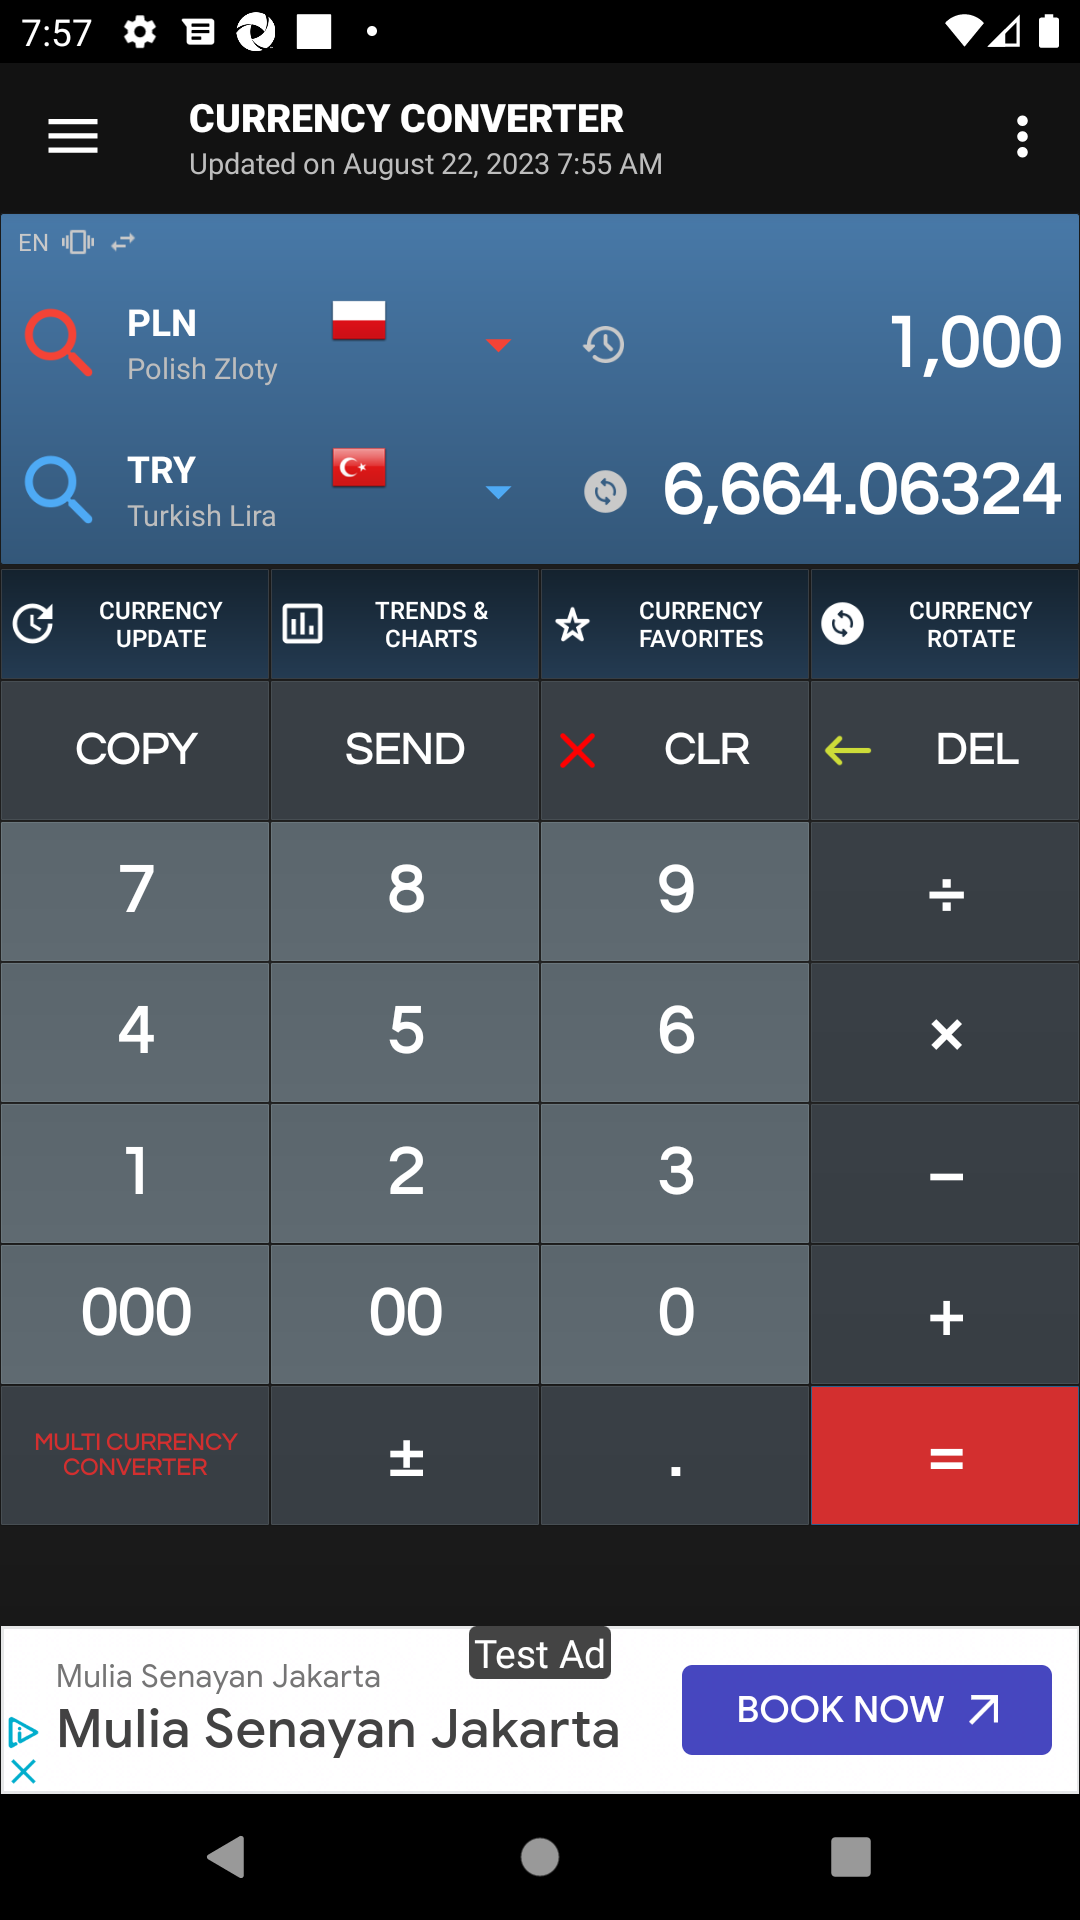 7:57
CURRENCY CONVERTER
Updated on August 22, 2023 7:55 AM
EN
PLN
Polish Zloty
1,000
TRY
Turkish Lira
6,664.06324
CURRENCY
UPDATE
TRENDS &
CHARTS
CURRENCY
FAVORITES
CURRENCY
ROTATE
COPY
SEND
CLR
DEL
7
8
9
÷
4
5
6
×
1
2
3
−
000
00
0
+
MULTI CURRENCY
CONVERTER
±
.
=
Test Ad
Mulia Senayan Jakarta
Mulia Senayan Jakarta
BOOK NOW